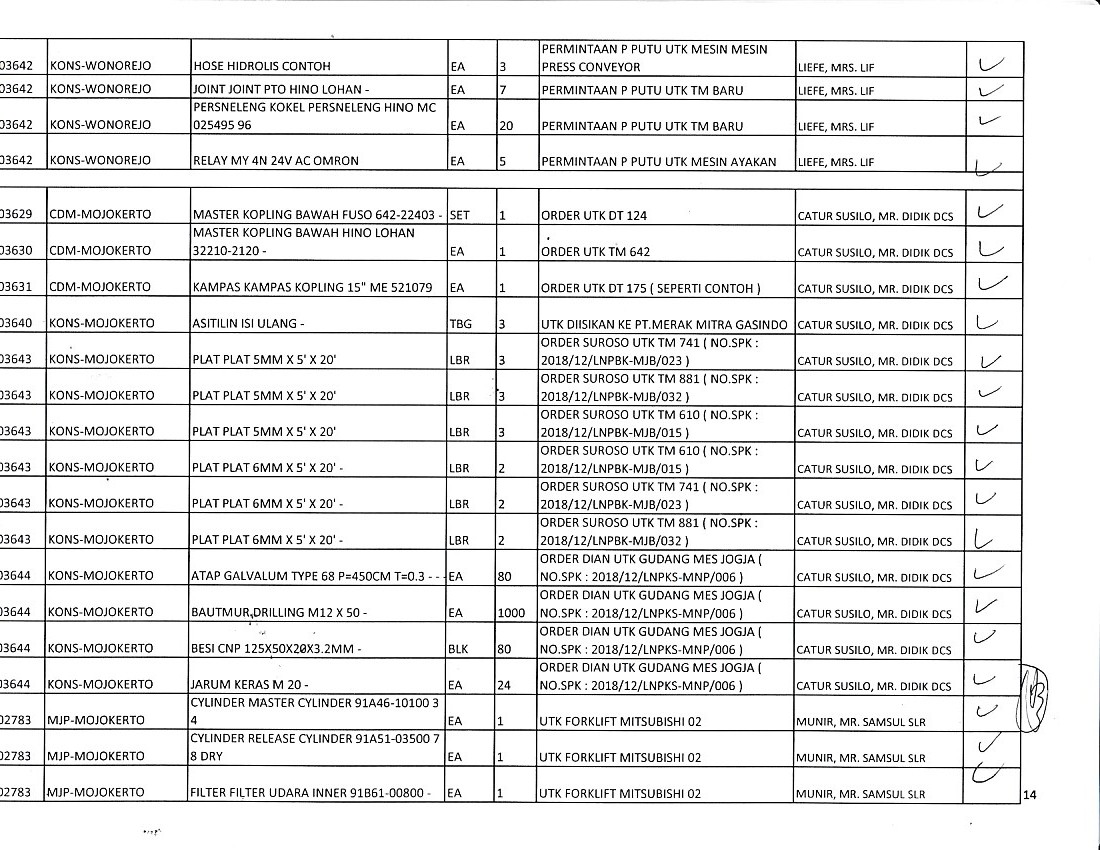 03642 KONS-WONOREJO HOSE HIDROLIS CONTOH EA 3 PERMINTAAN P PUTU UTK MESIN MESIN PRESS CONVEYOR LIEFE, MRS. LIF
03642 KONS-WONOREJO JOINT JOINT PTO HINO LOHAN - EA 7 PERMINTAAN P PUTU UTK TM BARU LIEFE, MRS. LIF
03642 KONS-WONOREJO PERSNELENG KOKEL PERSNELENG HINO MC 025495 96 EA 20 PERMINTAAN P PUTU UTK TM BARU LIEFE, MRS. LIF
03642 KONS-WONOREJO RELAY MY 4N 24V AC OMRON EA 5 PERMINTAAN P PUTU UTK MESIN AYAKAN LIEFE, MRS. LIF
03629 CDM-MOJOKERTO MASTER KOPLING BAWAH FUSO 642-22403 - SET 1 ORDER UTK DT 124 CATUR SUSILO, MR. DIDIK DCS
03630 CDM-MOJOKERTO MASTER KOPLING BAWAH HINO LOHAN 32210-2120 - EA 1 ORDER UTK TM 642 CATUR SUSILO, MR. DIDIK DCS
03631 CDM-MOJOKERTO KAMPAS KAMPAS KOPLING 15" ME 521079 EA 1 ORDER UTK DT 175 ( SEPERTI CONTOH ) CATUR SUSILO, MR. DIDIK DCS
03640 KONS-MOJOKERTO ASITILIN ISI ULANG - TBG 3 UTK DIISIKAN KE PT.MERAK MITRA GASINDO CATUR SUSILO, MR. DIDIK DCS
03643 KONS-MOJOKERTO PLAT PLAT 5MM X 5' X 20' LBR 3 ORDER SUROSO UTK TM 741 ( NO.SPK : 2018/12/LNPBK-MJB/023 ) CATUR SUSILO, MR. DIDIK DCS
03643 KONS-MOJOKERTO PLAT PLAT 5MM X 5' X 20' LBR 3 ORDER SUROSO UTK TM 881 ( NO.SPK : 2018/12/LNPBK-MJB/032 ) CATUR SUSILO, MR. DIDIK DCS
03643 KONS-MOJOKERTO PLAT PLAT 5MM X 5' X 20' LBR 3 ORDER SUROSO UTK TM 610 ( NO.SPK : 2018/12/LNPBK-MJB/015 ) CATUR SUSILO, MR. DIDIK DCS
03643 KONS-MOJOKERTO PLAT PLAT 6MM X 5' X 20' - LBR 2 ORDER SUROSO UTK TM 610 ( NO.SPK : 2018/12/LNPBK-MJB/015 ) CATUR SUSILO, MR. DIDIK DCS
03643 KONS-MOJOKERTO PLAT PLAT 6MM X 5' X 20' - LBR 2 ORDER SUROSO UTK TM 741 ( NO.SPK : 2018/12/LNPBK-MJB/023 ) CATUR SUSILO, MR. DIDIK DCS
03643 KONS-MOJOKERTO PLAT PLAT 6MM X 5' X 20' - LBR 2 ORDER SUROSO UTK TM 881 ( NO.SPK : 2018/12/LNPBK-MJB/032 ) CATUR SUSILO, MR. DIDIK DCS
03644 KONS-MOJOKERTO ATAP GALVALUM TYPE 68 P=450CM T=0.3 - - - EA 80 ORDER DIAN UTK GUDANG MES JOGJA ( NO.SPK : 2018/12/LNPKS-MNP/006 ) CATUR SUSILO, MR. DIDIK DCS
03644 KONS-MOJOKERTO BAUTMUR DRILLING M12 X 50 - EA 1000 ORDER DIAN UTK GUDANG MES JOGJA ( NO.SPK : 2018/12/LNPKS-MNP/006 ) CATUR SUSILO, MR. DIDIK DCS
03644 KONS-MOJOKERTO BESI CNP 125X50X20X3.2MM - BLK 80 ORDER DIAN UTK GUDANG MES JOGJA ( NO.SPK : 2018/12/LNPKS-MNP/006 ) CATUR SUSILO, MR. DIDIK DCS
03644 KONS-MOJOKERTO JARUM KERAS M 20 - EA 24 ORDER DIAN UTK GUDANG MES JOGJA ( NO.SPK : 2018/12/LNPKS-MNP/006 ) CATUR SUSILO, MR. DIDIK DCS
02783 MJP-MOJOKERTO CYLINDER MASTER CYLINDER 91A46-10100 3 4 EA 1 UTK FORKLIFT MITSUBISHI 02 MUNIR, MR. SAMSUL SLR
02783 MJP-MOJOKERTO CYLINDER RELEASE CYLINDER 91A51-03500 7 8 DRY EA 1 UTK FORKLIFT MITSUBISHI 02 MUNIR, MR. SAMSUL SLR
02783 MJP-MOJOKERTO FILTER FILTER UDARA INNER 91B61-00800 - EA 1 UTK FORKLIFT MITSUBISHI 02 MUNIR, MR. SAMSUL SLR
14